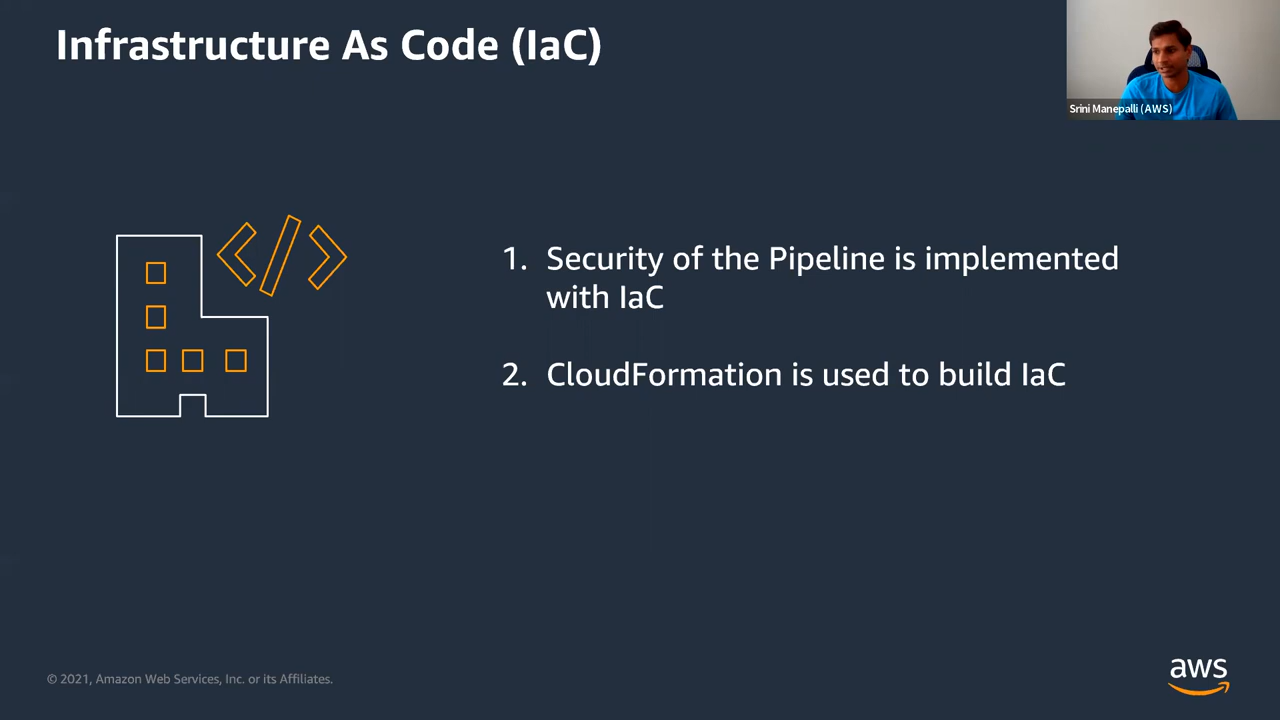 Infrastructure As Code (IaC)
Srini Manepalli (AWS)
1. Security of the Pipeline is implemented
with IaC
2. CloudFormation is used to build IaC
© 2021, Amazon Web Services, Inc. or its Affiliates.
aws